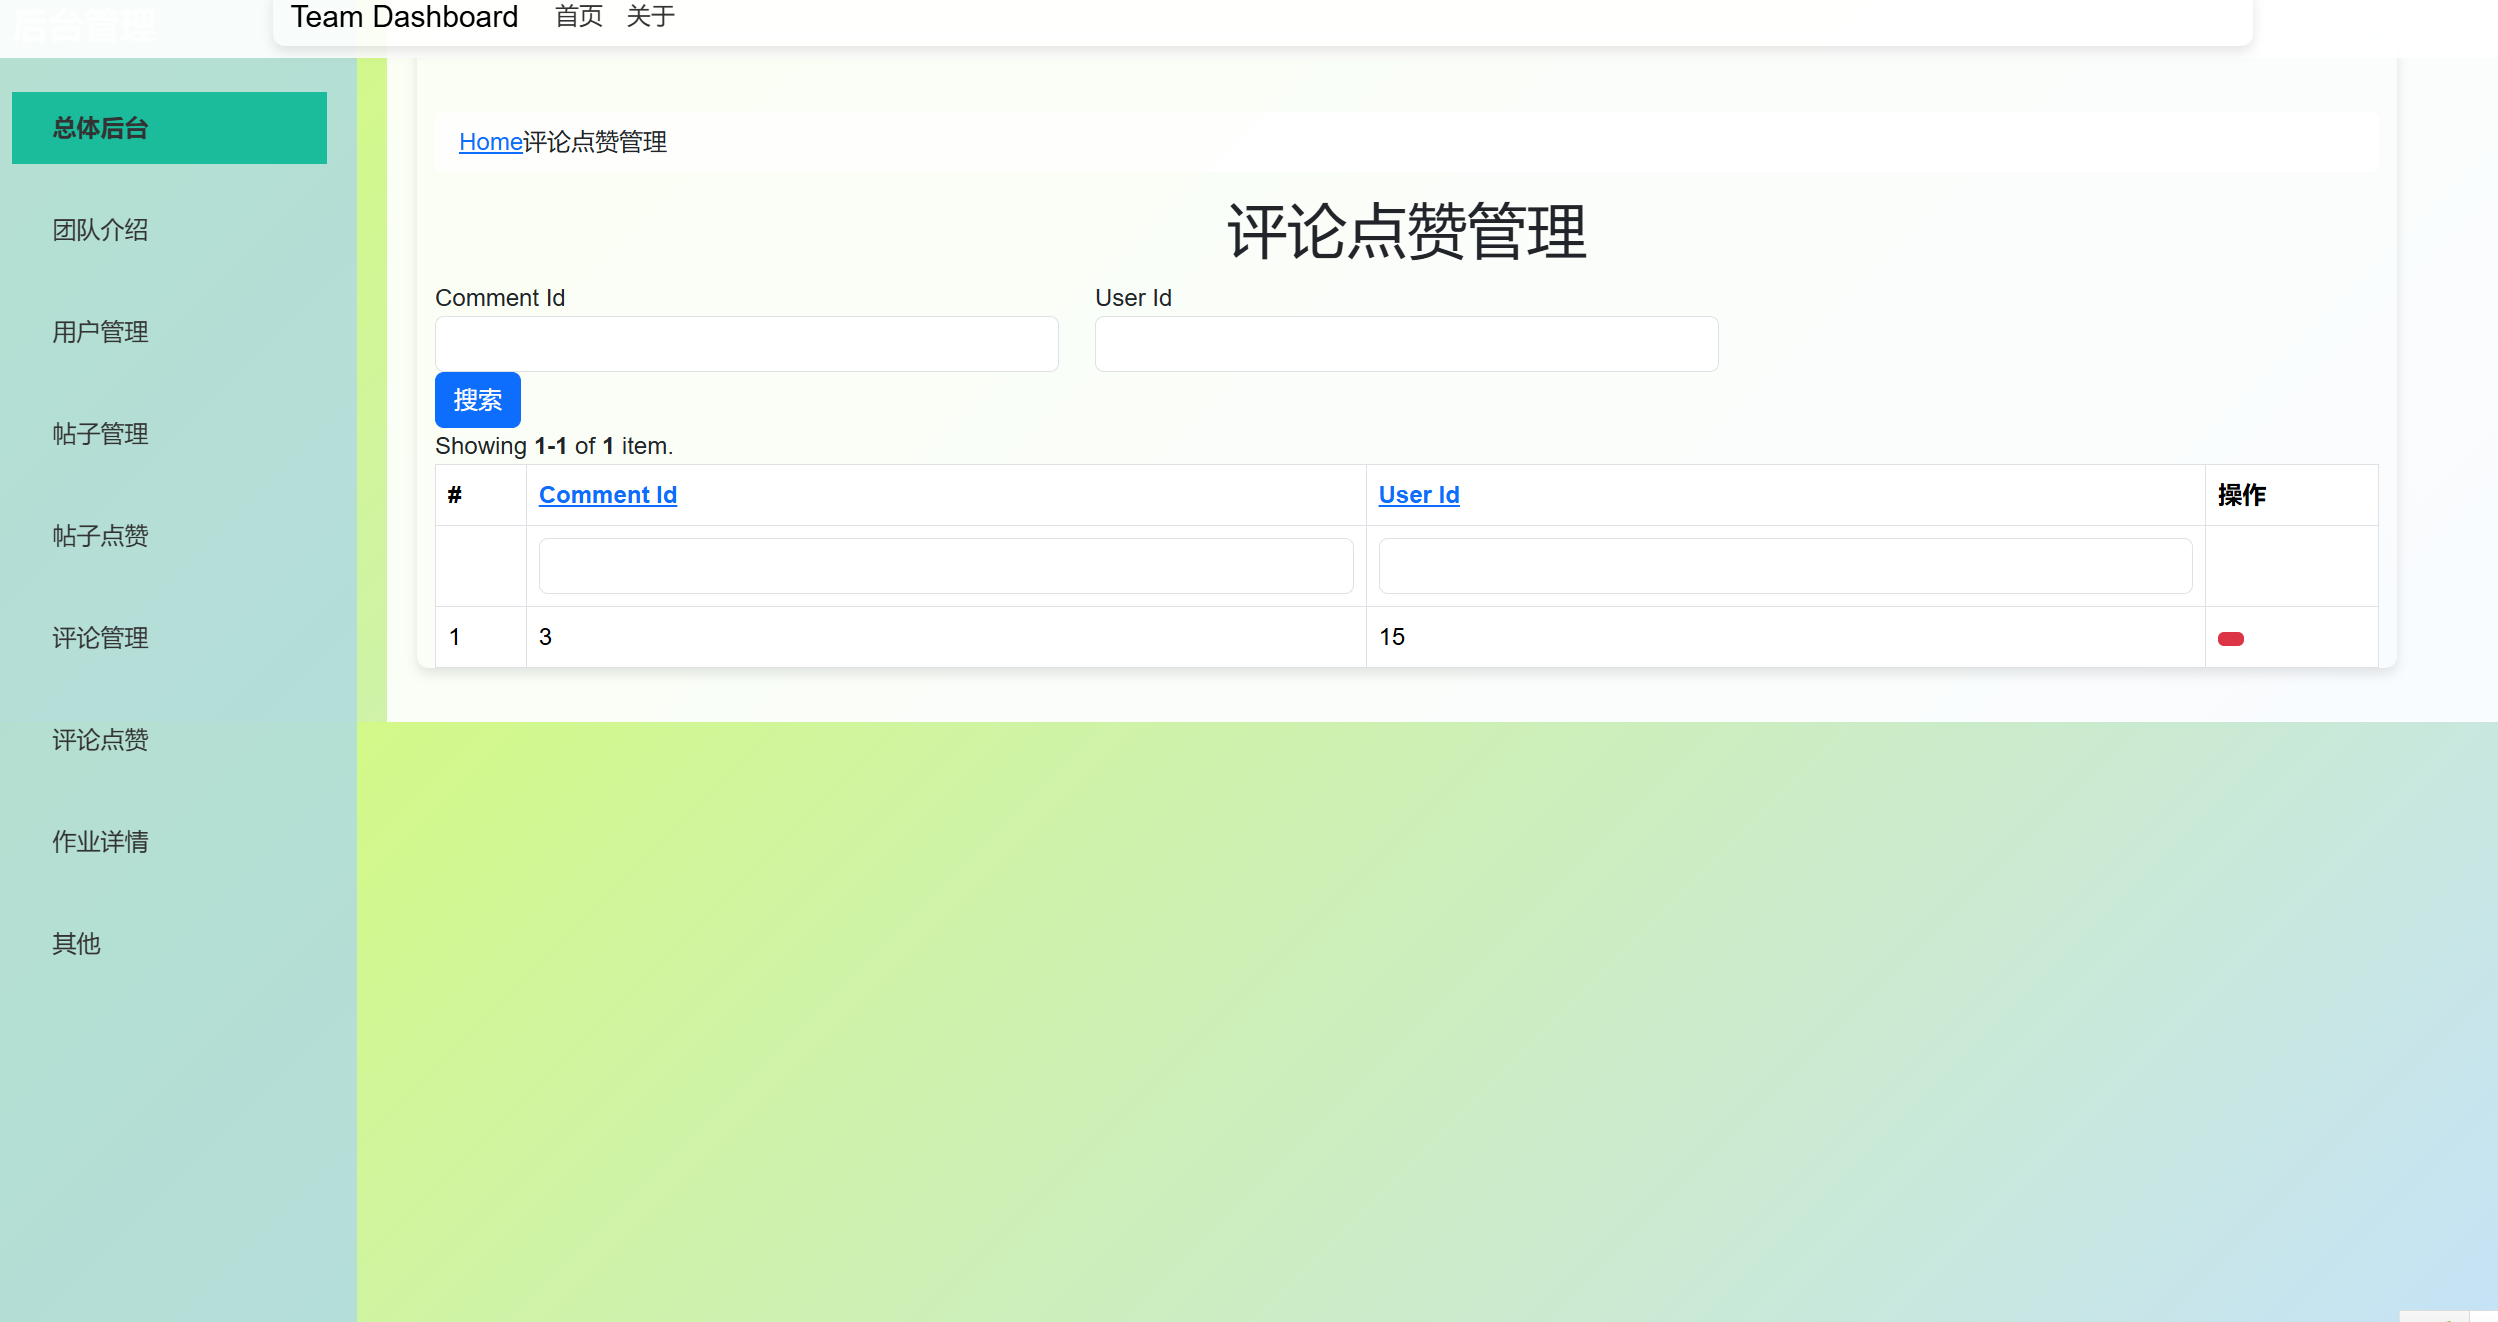 后台管理
Team Dashboard 首页 关于
总体后台
团队介绍
用户管理
帖子管理
帖子点赞
评论管理
评论点赞
作业详情
其他
Home评论点赞管理
评论点赞管理
Comment Id User Id
搜索
Showing 1-1 of 1 item.
# Comment Id User Id 操作
1 3 15